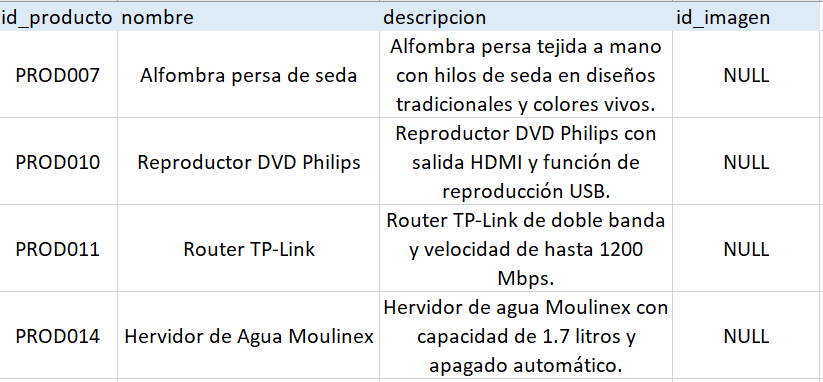 id_producto nombre descripcion id_imagen
PROD007 Alfombra persa de seda Alfombra persa tejida a mano
con hilos de seda en diseños
tradicionales y colores vivos. NULL
PROD010 Reproductor DVD Philips Reproductor DVD Philips con
salida HDMI y función de
reproducción USB. NULL
PROD011 Router TP-Link Router TP-Link de doble banda
y velocidad de hasta 1200
Mbps. NULL
PROD014 Hervidor de Agua Moulinex Hervidor de agua Moulinex con
capacidad de 1.7 litros y
apagado automático. NULL